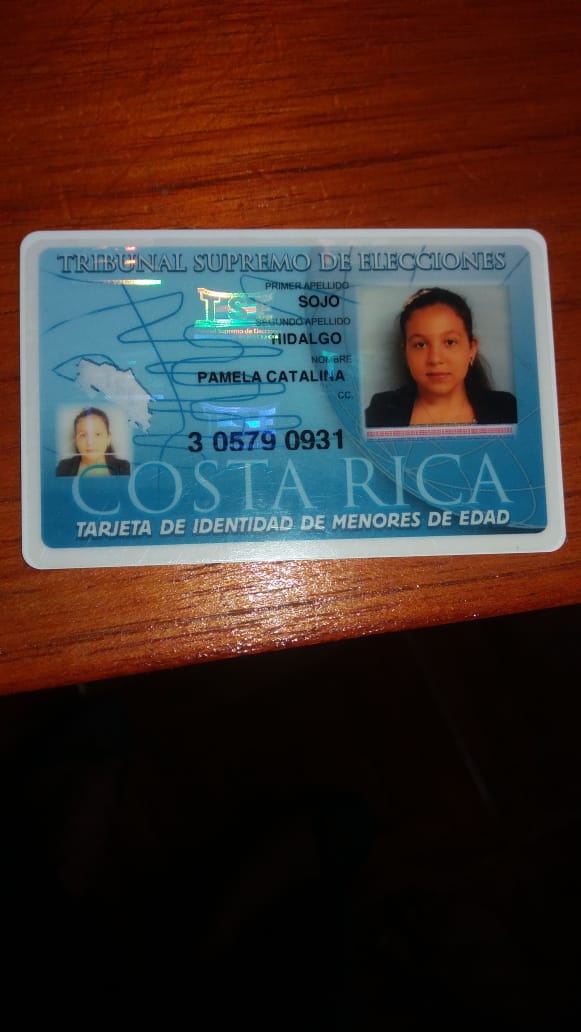 TRIBUNAL SUPREMO DE ELECCIONES
PRIMER APELLIDO
SOJO
TSE
Supremo de Elecciones
SEGUNDO APELLIDO
HIDALGO
NOMBRE
PAMELA CATALINA
CC.
3 0579 0931
COSTA RICA
TARJETA DE IDENTIDAD DE MENORES DE EDAD